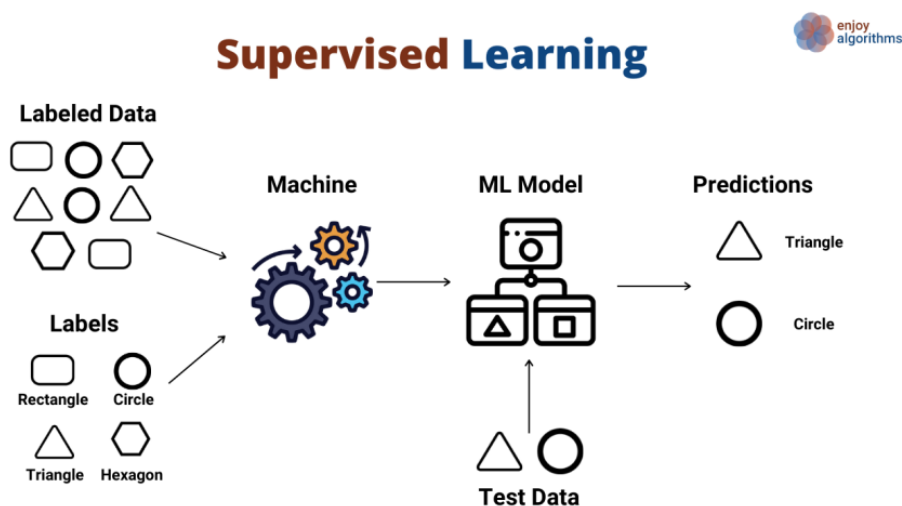 enjoy
algorithms
Supervised Learning
Labeled Data
Machine
ML Model
Predictions
Triangle
Circle
Labels
Rectangle
Circle
Triangle
Hexagon
Test Data